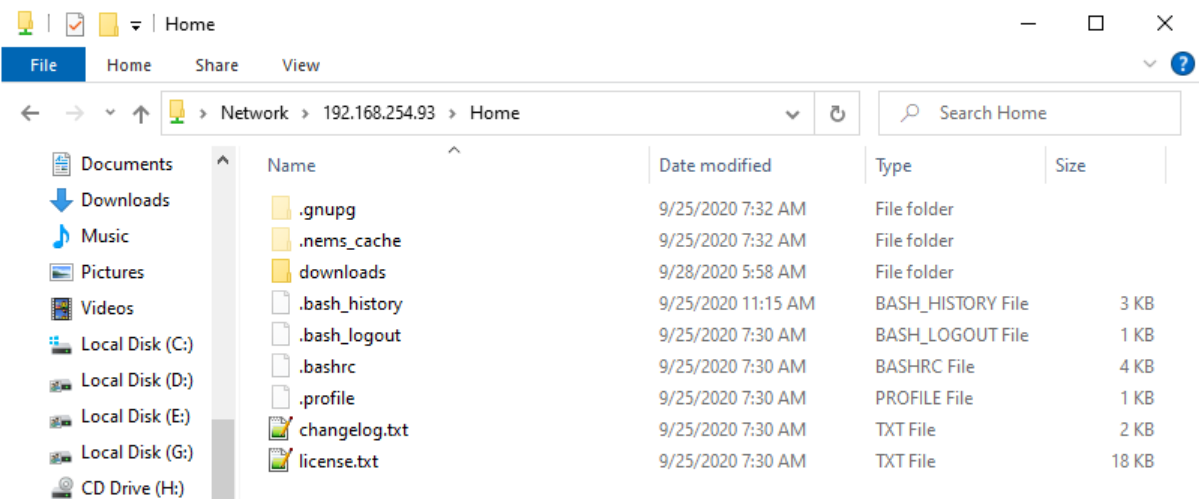 Home
File Home Share View
Network > 192.168.254.93 > Home Search Home
Name Date modified Type Size
Documents
Downloads
Music
Pictures
Videos
Local Disk (C:)
Local Disk (D:)
Local Disk (E:)
Local Disk (G:)
CD Drive (H:)
.gnupg 9/25/2020 7:32 AM File folder
.nems_cache 9/25/2020 7:32 AM File folder
downloads 9/28/2020 5:58 AM File folder
.bash_history 9/25/2020 11:15 AM BASH_HISTORY File 3 KB
.bash_logout 9/25/2020 7:30 AM BASH_LOGOUT File 1 KB
.bashrc 9/25/2020 7:30 AM BASHRC File 4 KB
.profile 9/25/2020 7:30 AM PROFILE File 1 KB
changelog.txt 9/25/2020 7:30 AM TXT File 2 KB
license.txt 9/25/2020 7:30 AM TXT File 18 KB